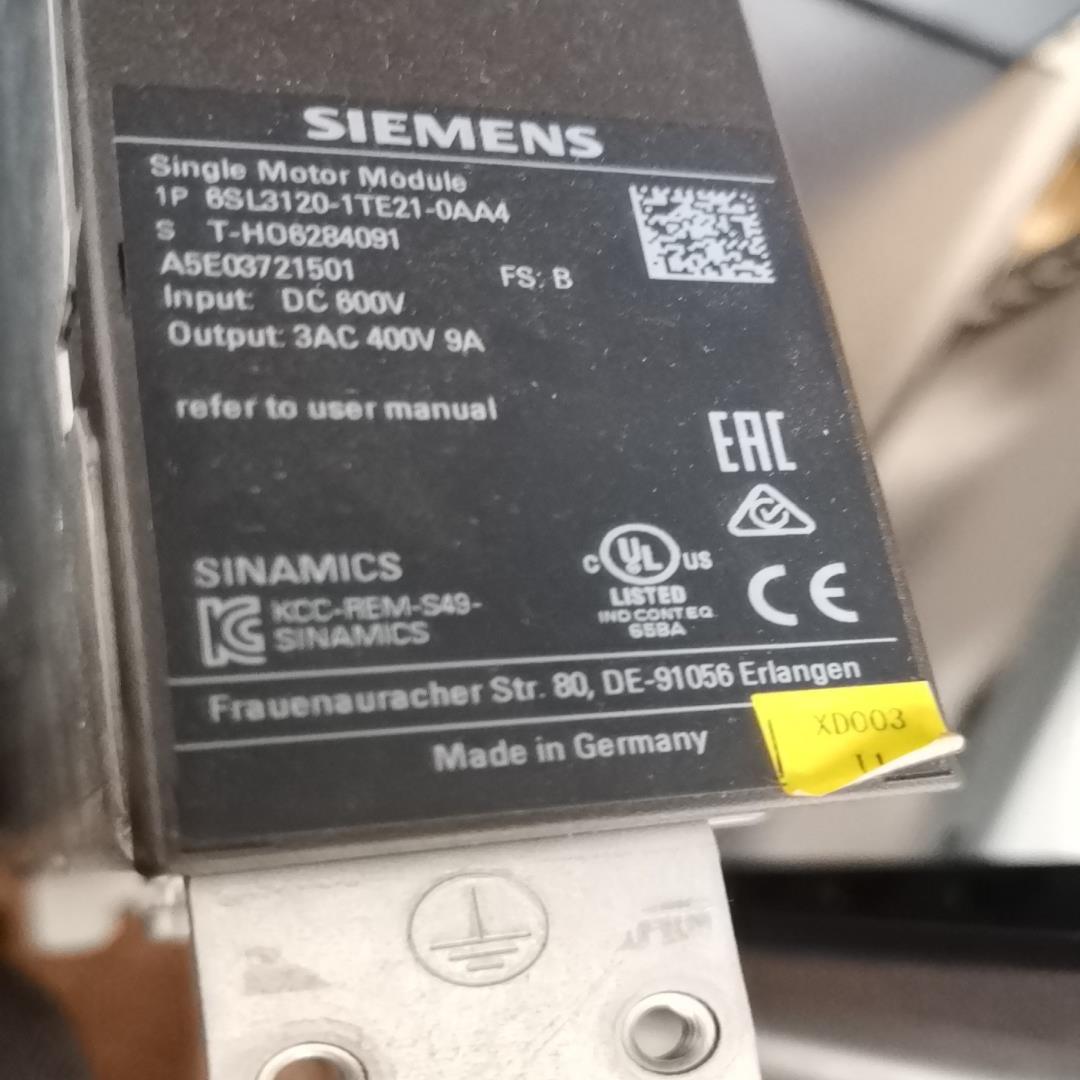 SIEMENS
Single Motor Module
1P 6SL3120-1TE21-0AA4
S T-HO6284091
A5E03721501 FS: B
Input: DC 600V
Output: 3AC 400V 9A
refer to user manual
EAC
SINAMICS
KCC-REM-S49-
SINAMICS
C UL US
LISTED
IND CONT EQ
65BA
CE
Frauenauracher Str. 80, DE-91056 Erlangen
Made in Germany
XD003